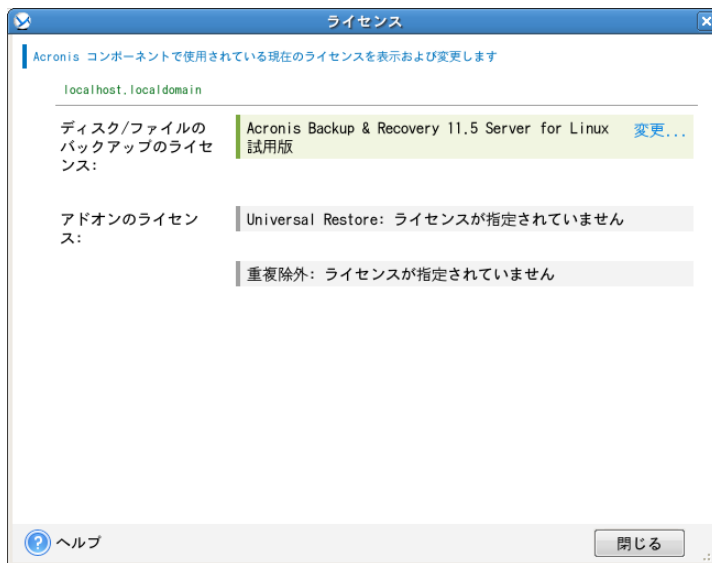 ライセンス
Acronis コンポーネントで使用されている現在のライセンスを表示および変更します
localhost.localdomain
ディスク/ファイルの
バックアップのライセ
ンス:
Acronis Backup & Recovery 11.5 Server for Linux
試用版
変更...
アドオンのライセン
ス:
Universal Restore: ライセンスが指定されていません
重複除外: ライセンスが指定されていません
ヘルプ
閉じる